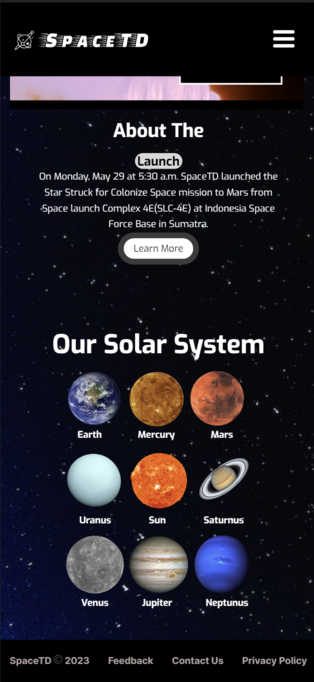 SPACETD
About The
Launch
On Monday, May 29 at 5:30 a.m. SpaceTD launched the
Star Struck for Colonize Space mission to Mars from
Space launch Complex 4E(SLC-4E) at Indonesia Space
Force Base in Sumatra.
Learn More
Our Solar System
Earth Mercury Mars
Uranus Sun Saturnus
Venus Jupiter Neptunus
SpaceTD © 2023 Feedback Contact Us Privacy Policy